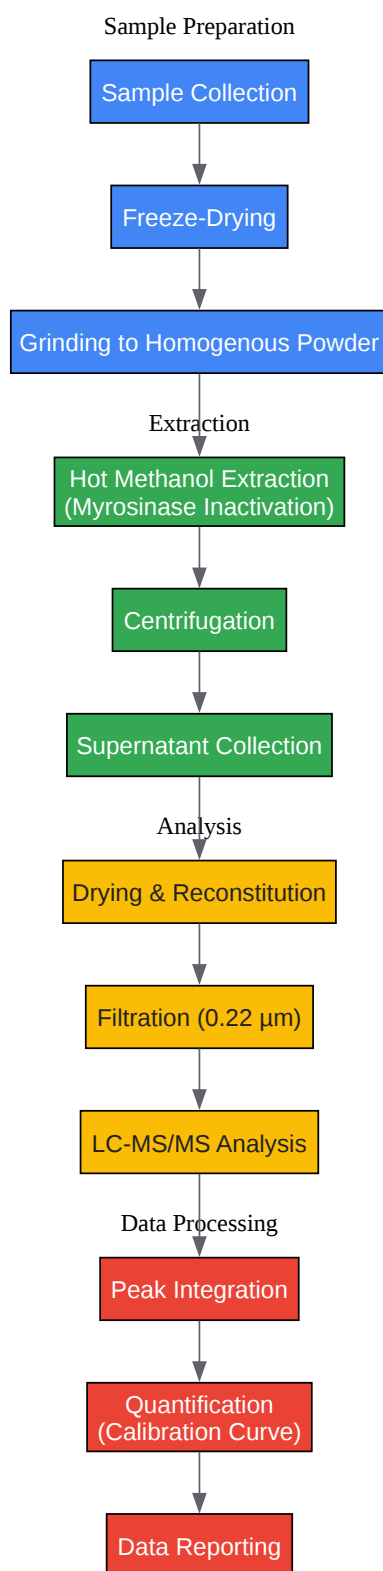 Sample Preparation
Sample Collection
Freeze-Drying
Grinding to Homogenous Powder
Extraction
Hot Methanol Extraction
(Myrosinase Inactivation)
Centrifugation
Supernatant Collection
Analysis
Drying & Reconstitution
Filtration (0.22 µm)
LC-MS/MS Analysis
Data Processing
Peak Integration
Quantification
(Calibration Curve)
Data Reporting